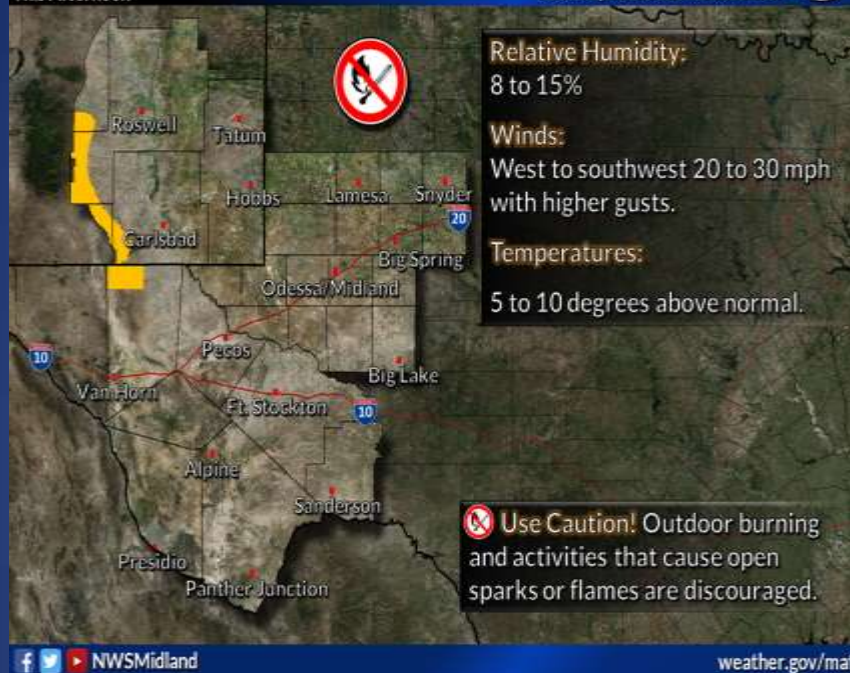 Relative Humidity:
8 to 15%
Winds:
West to southwest 20 to 30 mph
with higher gusts.
Temperatures:
5 to 10 degrees above normal.
Roswell
Tatum
Hobbs
Lamesa
Snyder
20
Carlsbad
Big Spring
Odessa/Midland
Pecos
10
Big Lake
Van Horn
Ft. Stockton
10
Alpine
Sanderson
Presidio
Panther Junction
Use Caution! Outdoor burning
and activities that cause open
sparks or flames are discouraged.
NWSMidland
weather.gov/maf